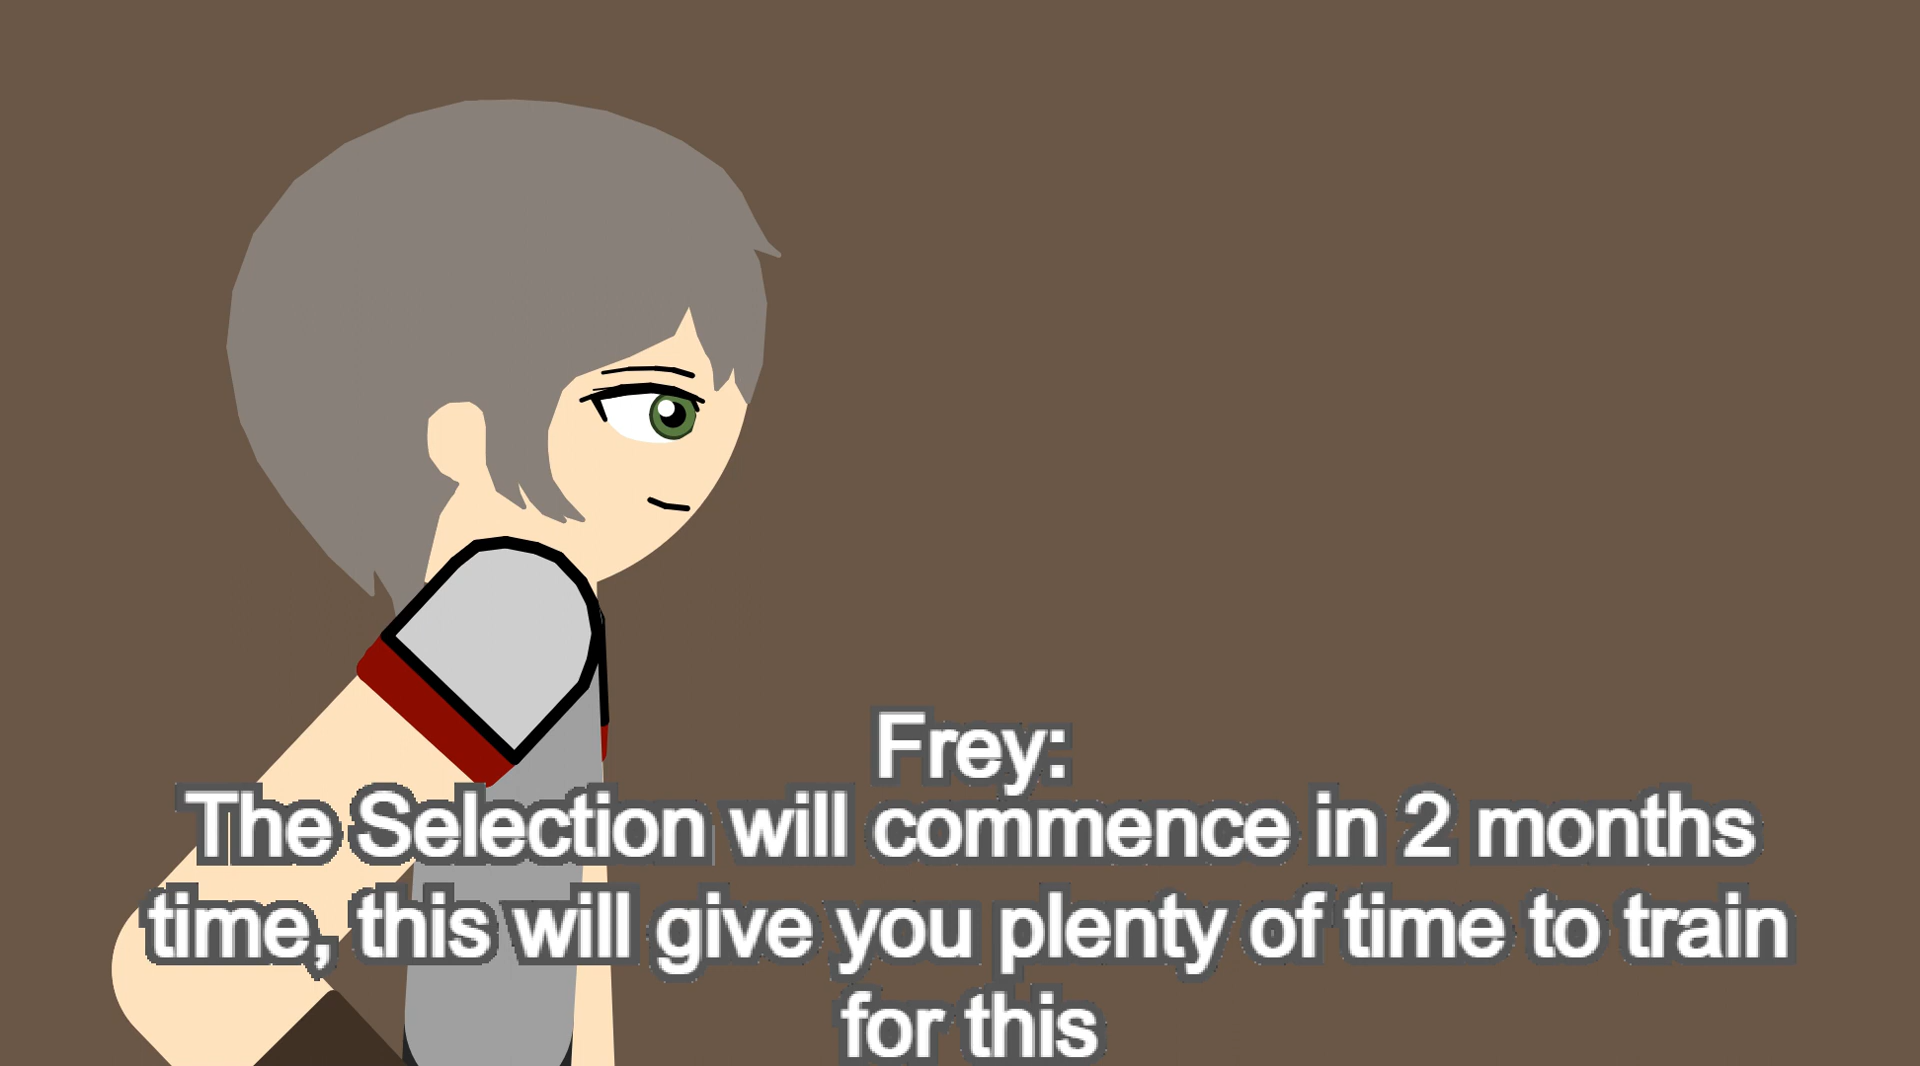 Frey:
The Selection will commence in 2 months
time, this will give you plenty of time to train
for this